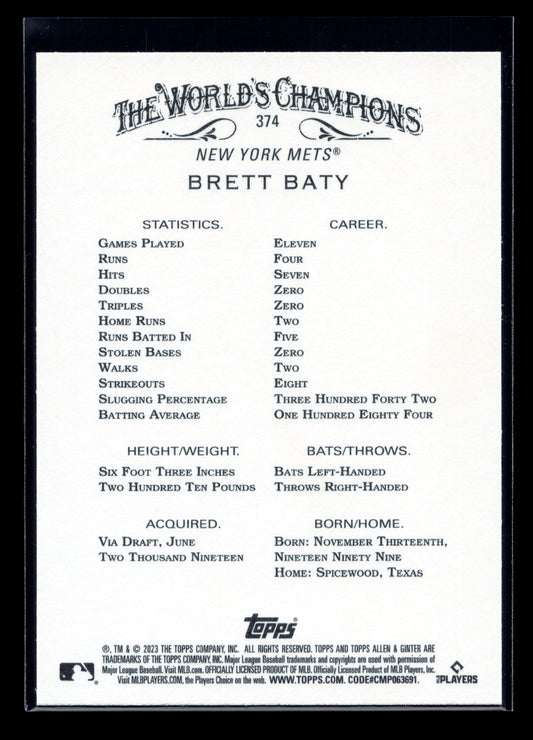 THE WORLD'S CHAMPIONS
374
NEW YORK METS®
BRETT BATY
STATISTICS. CAREER.
GAMES PLAYED ELEVEN
RUNS FOUR
HITS SEVEN
DOUBLES ZERO
TRIPLES ZERO
HOME RUNS TWO
RUNS BATTED IN FIVE
STOLEN BASES ZERO
WALKS TWO
STRIKEOUTS EIGHT
SLUGGING PERCENTAGE THREE HUNDRED FORTY TWO
BATTING AVERAGE ONE HUNDRED EIGHTY FOUR
HEIGHT/WEIGHT. BATS/THROWS.
SIX FOOT THREE INCHES BATS LEFT-HANDED
TWO HUNDRED TEN POUNDS THROWS RIGHT-HANDED
ACQUIRED. BORN/HOME.
VIA DRAFT, JUNE BORN: NOVEMBER THIRTEENTH,
TWO THOUSAND NINETEEN NINETEEN NINETY NINE
HOME: SPICEWOOD, TEXAS
topps®
®, TM & © 2023 THE TOPPS COMPANY, INC. ALL RIGHTS RESERVED. TOPPS AND TOPPS ALLEN & GINTER ARE
TRADEMARKS OF THE TOPPS COMPANY, INC. Major League Baseball trademarks and copyrights are used with permission of
Major League Baseball. Visit MLB.com. OFFICIALLY LICENSED PRODUCT OF MLB. Officially Licensed Product of MLB Players, Inc.
Visit MLBPLAYERS.COM, the Players Choice on the web. WWW.TOPPS.COM. CODE#CMP063691.
MLB PLAYERS